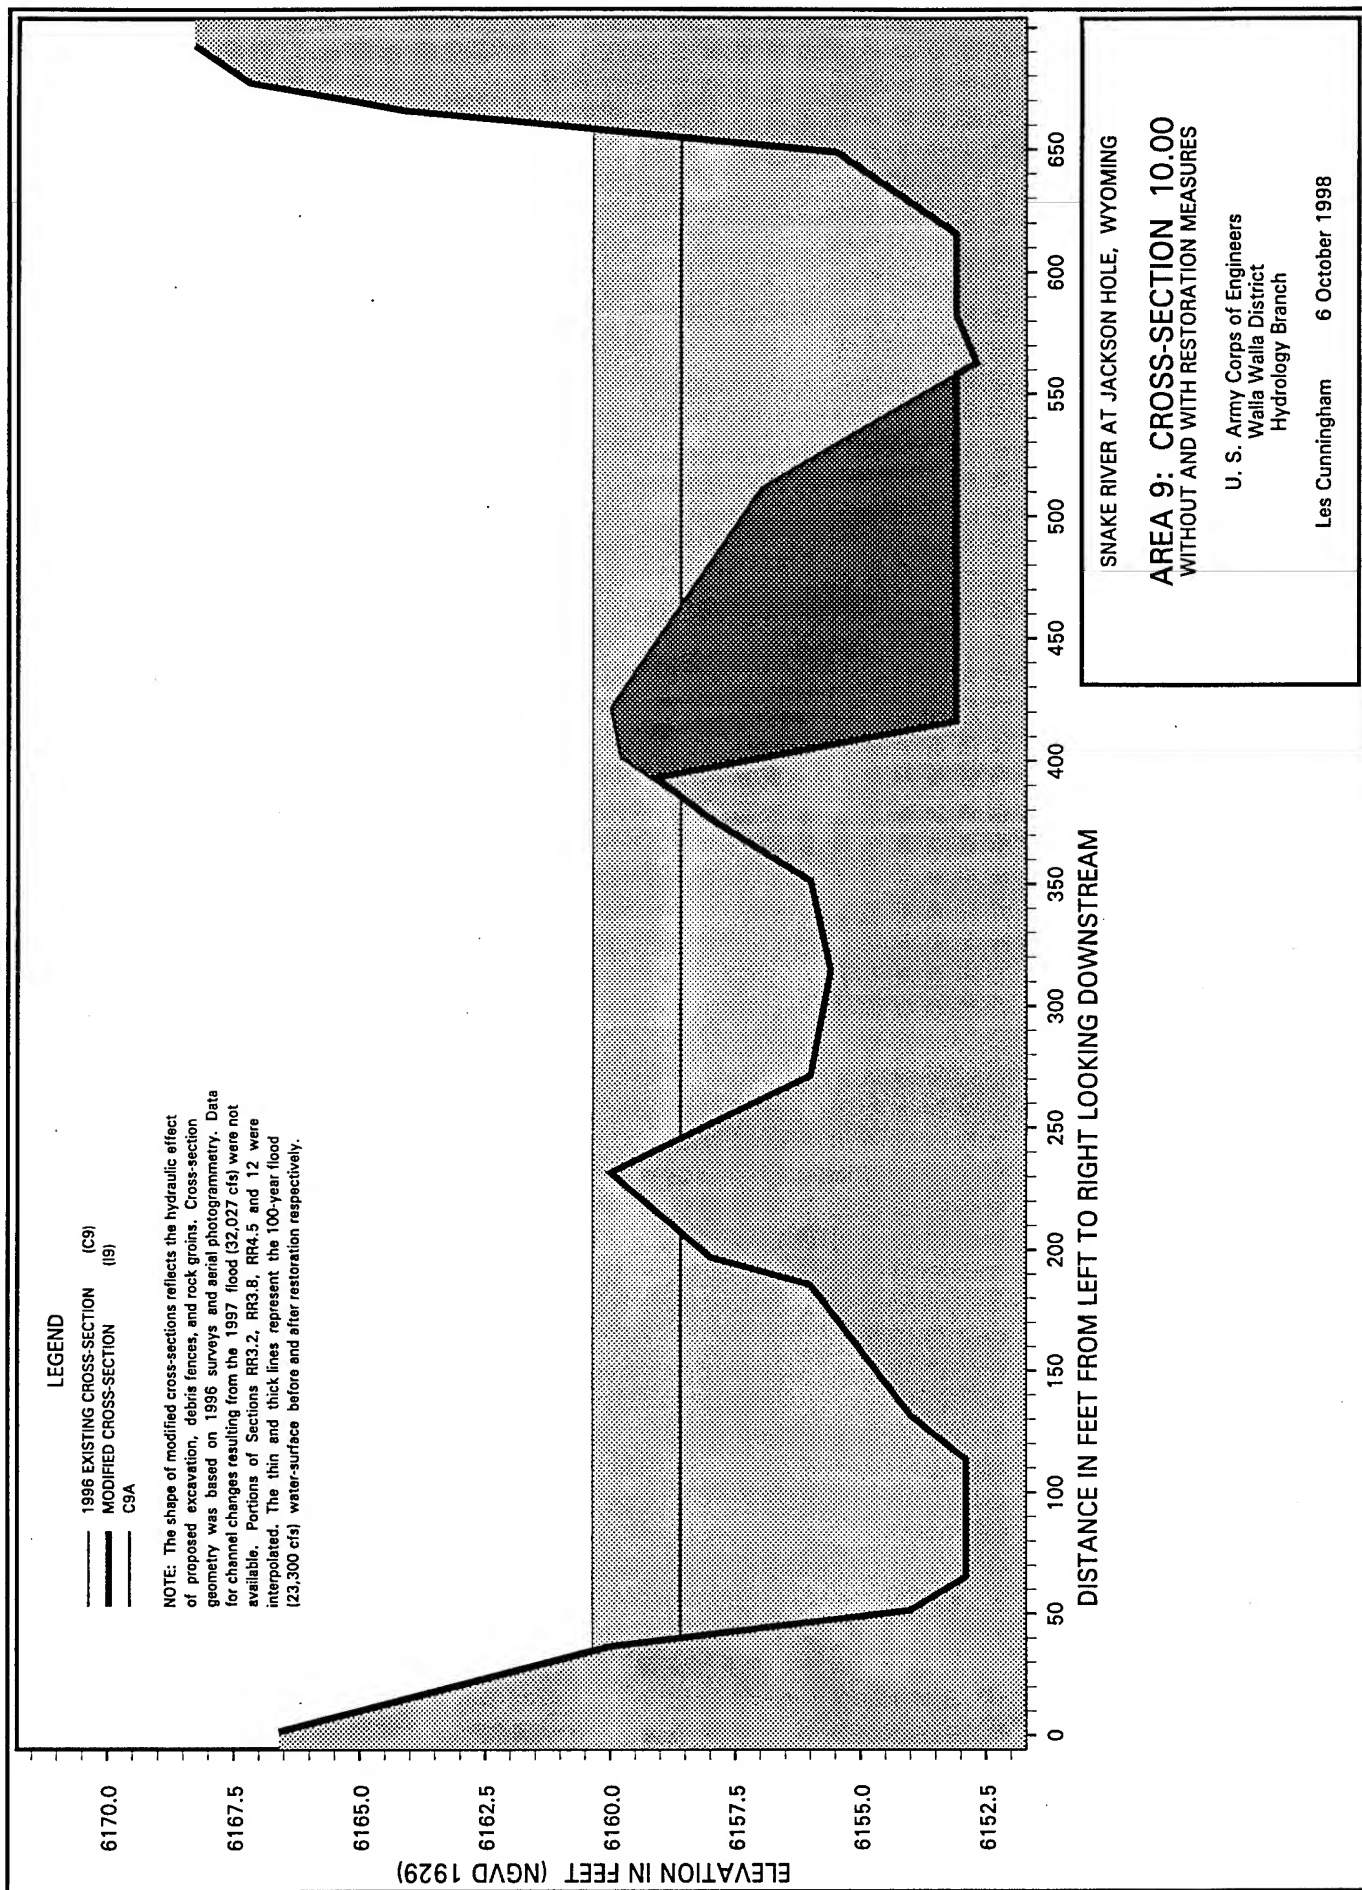 LEGEND
1996 EXISTING CROSS-SECTION (C9)
MODIFIED CROSS-SECTION (I9)
C9A
NOTE: The shape of modified cross-sections reflects the hydraulic effect
of proposed excavation, debris fences, and rock groins. Cross-section
geometry was based on 1996 surveys and aerial photogrammetry. Data
for channel changes resulting from the 1997 flood (32,027 cfs) were not
available. Portions of Sections RR3.2, RR3.8, RR4.5 and 12 were
interpolated. The thin and thick lines represent the 100-year flood
(23,300 cfs) water-surface before and after restoration respectively.
ELEVATION IN FEET (NGVD 1929)
6170.0
6167.5
6165.0
6162.5
6160.0
6157.5
6155.0
6152.5
0 50 100 150 200 250 300 350 400 450 500 550 600 650
DISTANCE IN FEET FROM LEFT TO RIGHT LOOKING DOWNSTREAM
SNAKE RIVER AT JACKSON HOLE, WYOMING
AREA 9: CROSS-SECTION 10.00
WITHOUT AND WITH RESTORATION MEASURES
U. S. Army Corps of Engineers
Walla Walla District
Hydrology Branch
Les Cunningham 6 October 1998